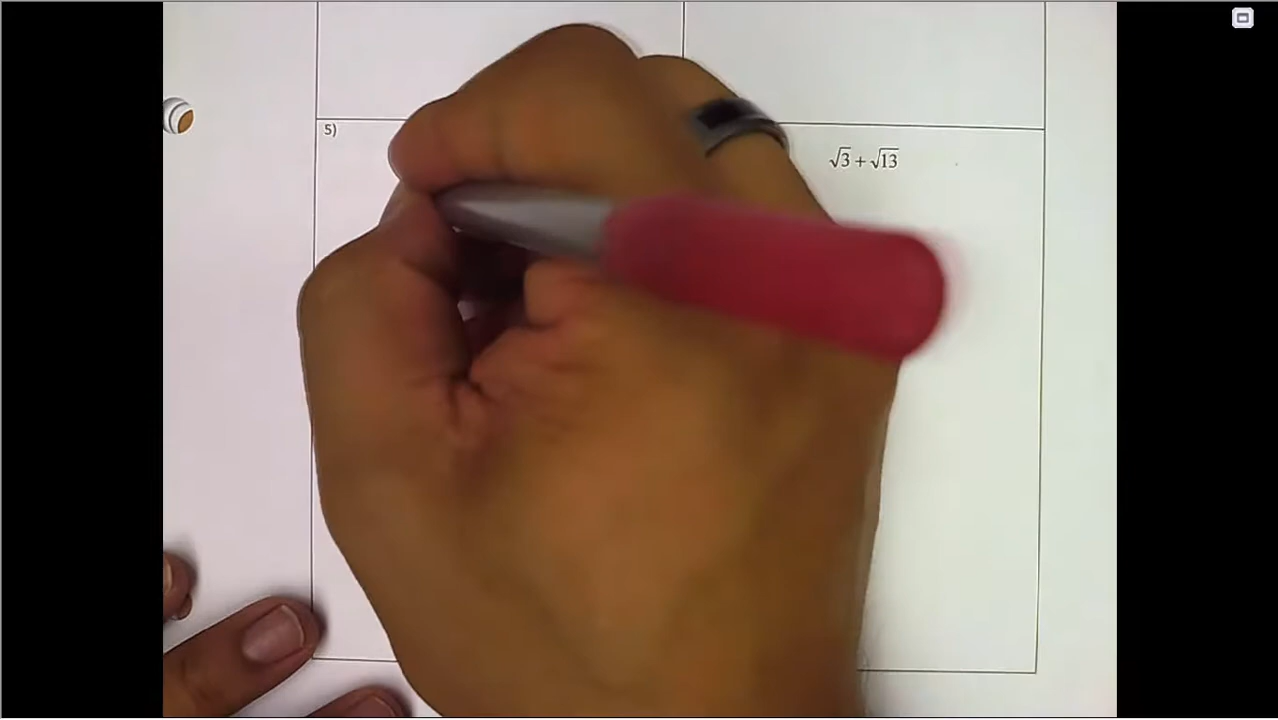 5)
√3 + √13